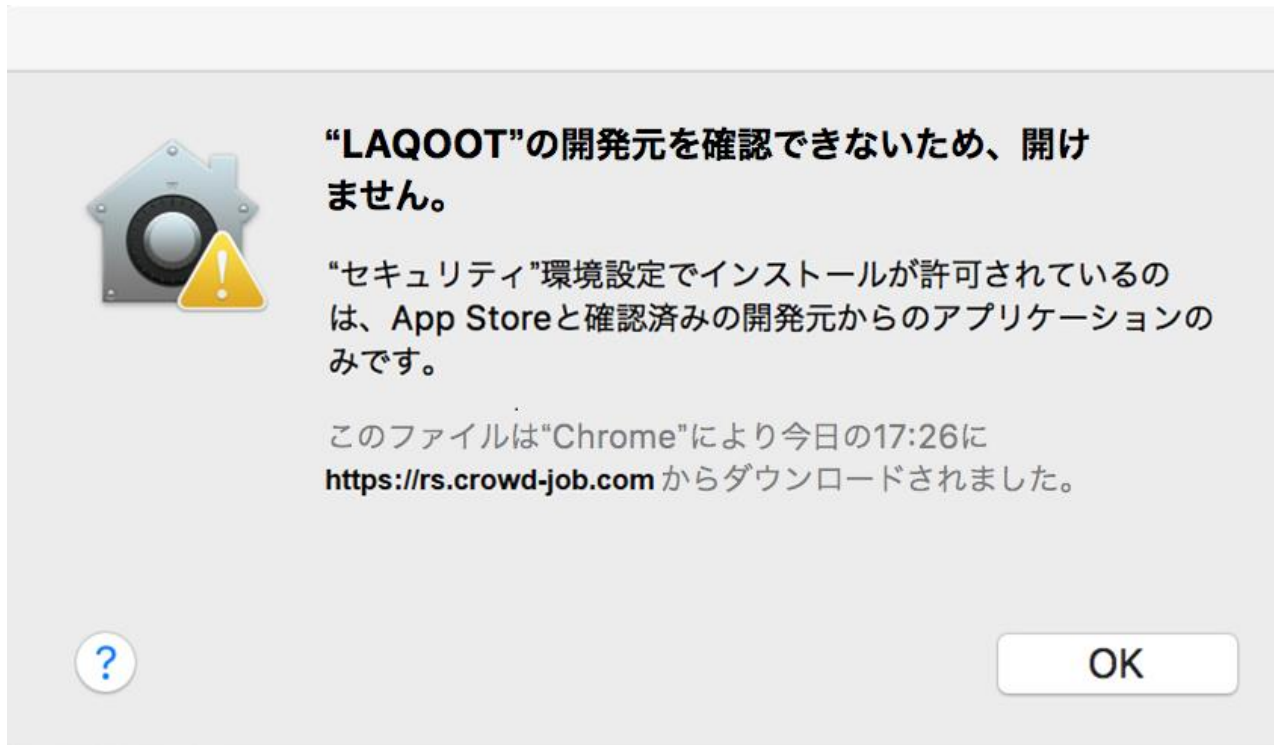 “LAQOOT”の開発元を確認できないため、開け
ません。
“セキュリティ”環境設定でインストールが許可されているの
は、App Storeと確認済みの開発元からのアプリケーションの
みです。
このファイルは“Chrome”により今日の17:26に
https://rs.crowd-job.com からダウンロードされました。
?
OK